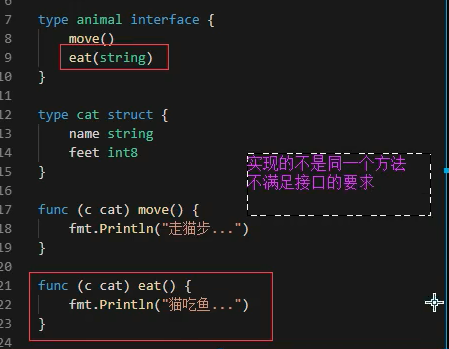 7 type animal interface {
8 move()
9 eat(string)
10 }
11
12 type cat struct {
13 name string
14 feet int8
15 }
16
17 func (c cat) move() {
18 fmt.Println("走猫步...")
19 }
20
21 func (c cat) eat() {
22 fmt.Println("猫吃鱼...")
23 }
24
实现的不是同一个方法
不满足接口的要求